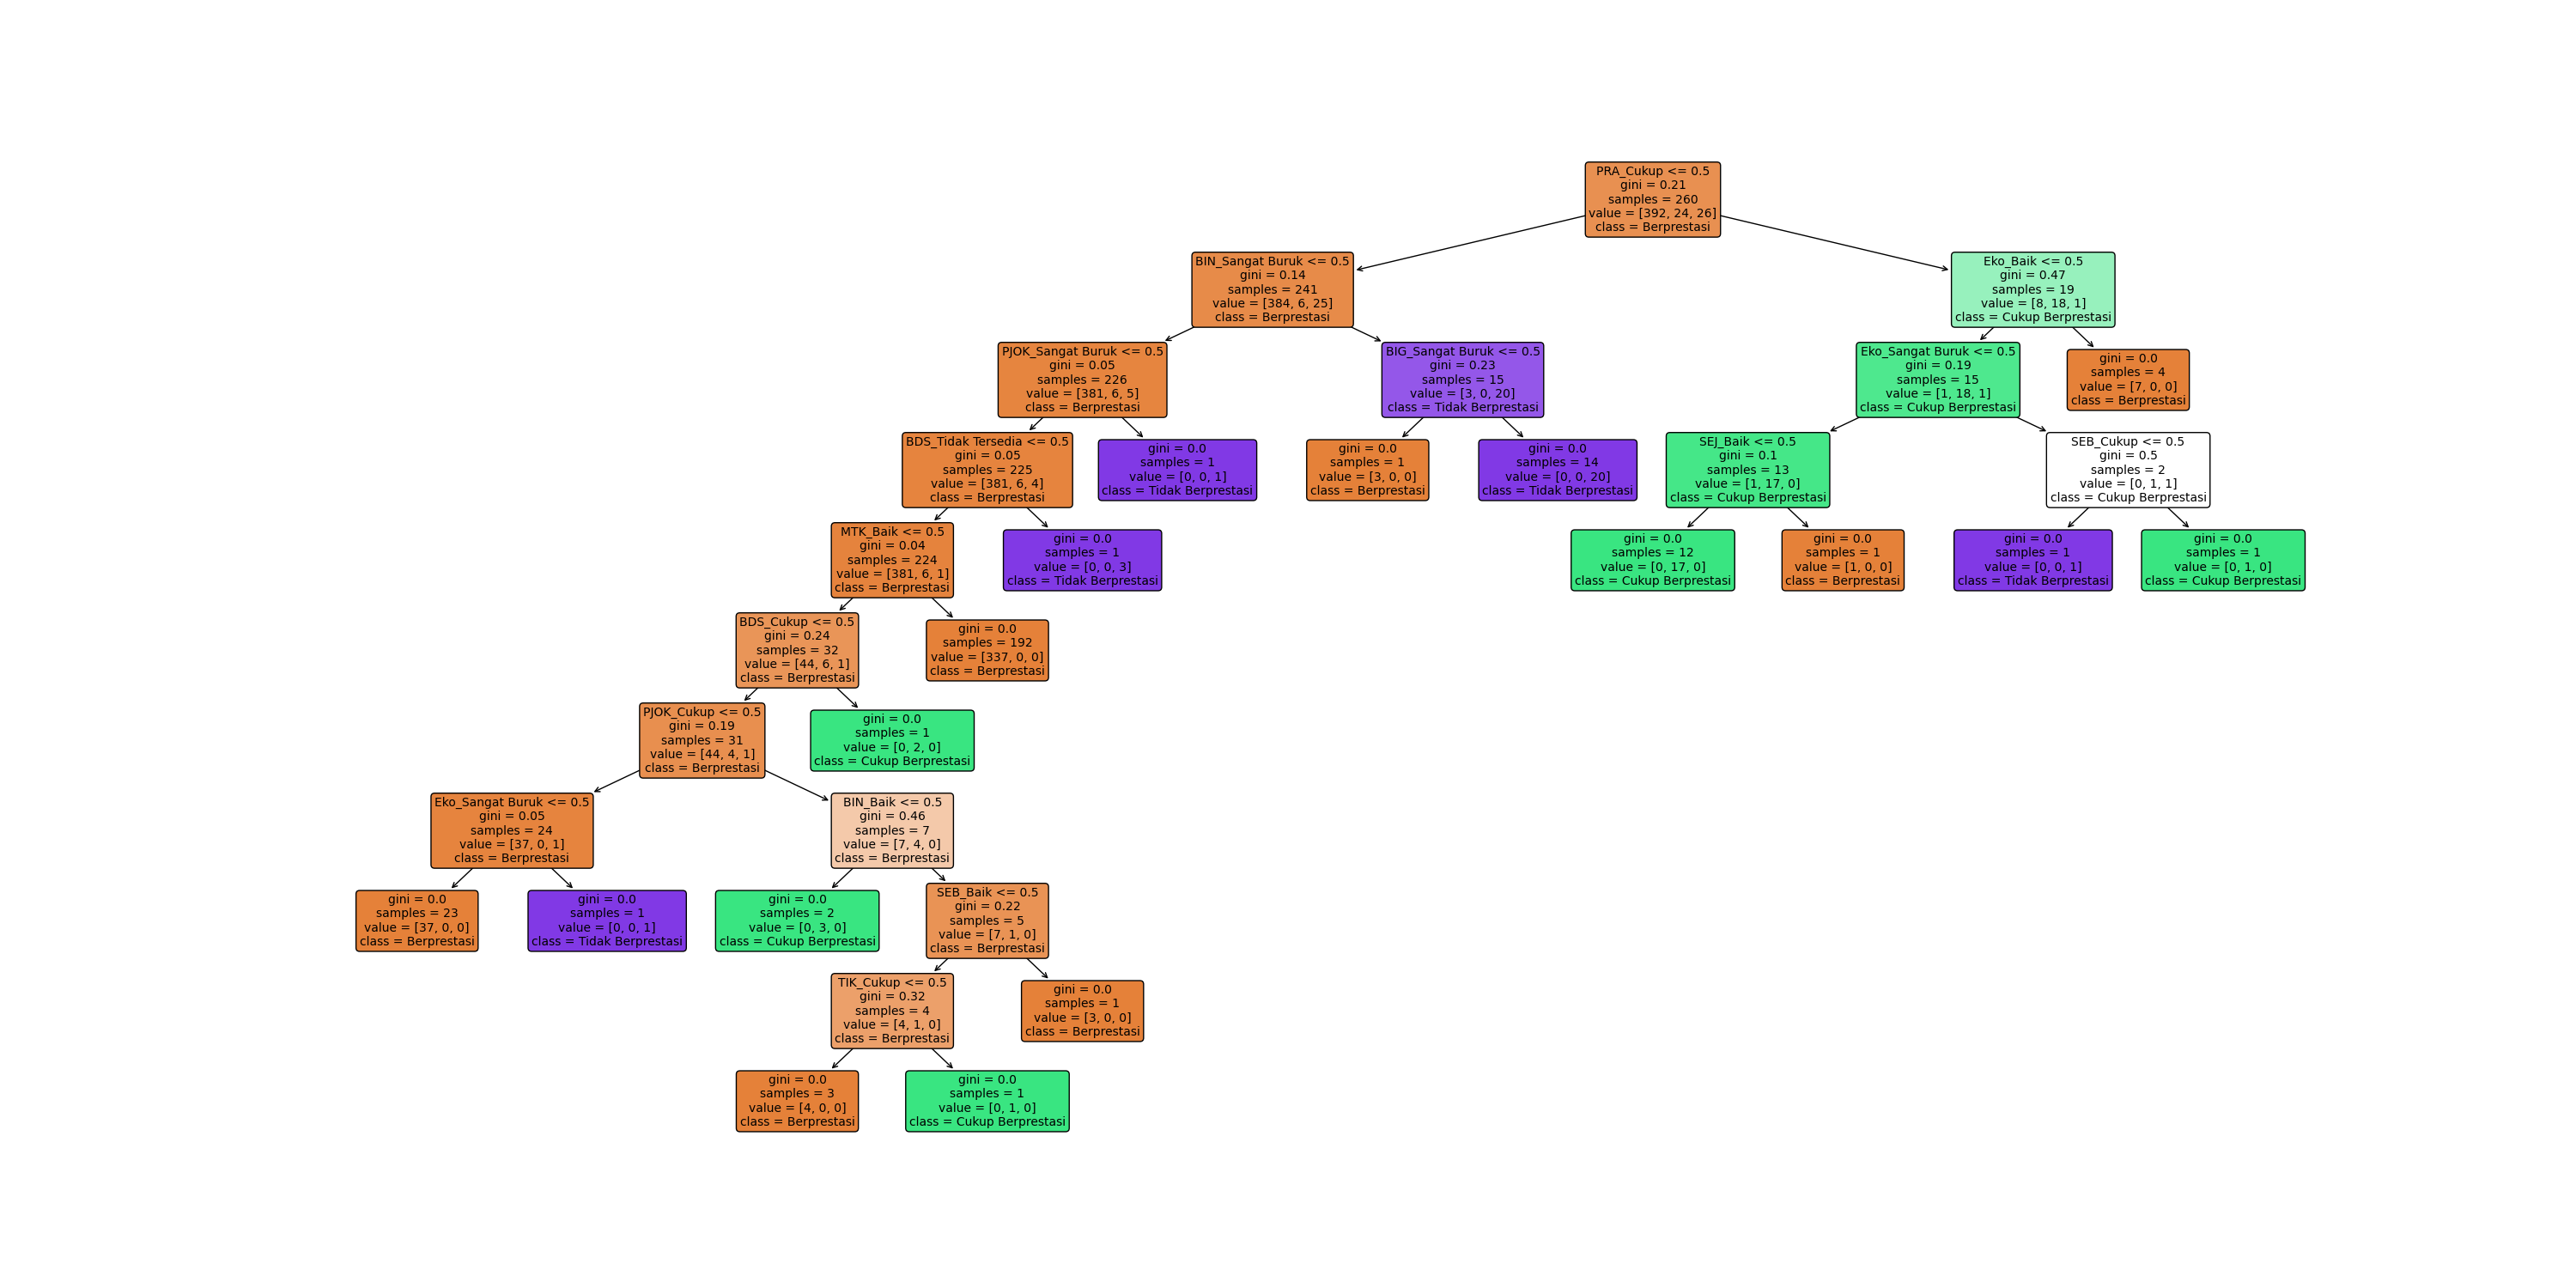 PRA_Cukup <= 0.5
gini = 0.21
samples = 260
value = [392, 24, 26]
class = Berprestasi
BIN_Sangat Buruk <= 0.5
gini = 0.14
samples = 241
value = [384, 6, 25]
class = Berprestasi
Eko_Baik <= 0.5
gini = 0.47
samples = 19
value = [8, 18, 1]
class = Cukup Berprestasi
PJOK_Sangat Buruk <= 0.5
gini = 0.05
samples = 226
value = [381, 6, 5]
class = Berprestasi
BIG_Sangat Buruk <= 0.5
gini = 0.23
samples = 15
value = [3, 0, 20]
class = Tidak Berprestasi
Eko_Sangat Buruk <= 0.5
gini = 0.19
samples = 15
value = [1, 18, 1]
class = Cukup Berprestasi
gini = 0.0
samples = 4
value = [7, 0, 0]
class = Berprestasi
BDS_Tidak Tersedia <= 0.5
gini = 0.05
samples = 225
value = [381, 6, 4]
class = Berprestasi
gini = 0.0
samples = 1
value = [0, 0, 1]
class = Tidak Berprestasi
gini = 0.0
samples = 1
value = [3, 0, 0]
class = Berprestasi
gini = 0.0
samples = 14
value = [0, 0, 20]
class = Tidak Berprestasi
SEJ_Baik <= 0.5
gini = 0.1
samples = 13
value = [1, 17, 0]
class = Cukup Berprestasi
SEB_Cukup <= 0.5
gini = 0.5
samples = 2
value = [0, 1, 1]
class = Cukup Berprestasi
MTK_Baik <= 0.5
gini = 0.04
samples = 224
value = [381, 6, 1]
class = Berprestasi
gini = 0.0
samples = 1
value = [0, 0, 3]
class = Tidak Berprestasi
gini = 0.0
samples = 12
value = [0, 17, 0]
class = Cukup Berprestasi
gini = 0.0
samples = 1
value = [1, 0, 0]
class = Berprestasi
gini = 0.0
samples = 1
value = [0, 0, 1]
class = Tidak Berprestasi
gini = 0.0
samples = 1
value = [0, 1, 0]
class = Cukup Berprestasi
BDS_Cukup <= 0.5
gini = 0.24
samples = 32
value = [44, 6, 1]
class = Berprestasi
gini = 0.0
samples = 192
value = [337, 0, 0]
class = Berprestasi
PJOK_Cukup <= 0.5
gini = 0.19
samples = 31
value = [44, 4, 1]
class = Berprestasi
gini = 0.0
samples = 1
value = [0, 2, 0]
class = Cukup Berprestasi
Eko_Sangat Buruk <= 0.5
gini = 0.05
samples = 24
value = [37, 0, 1]
class = Berprestasi
BIN_Baik <= 0.5
gini = 0.46
samples = 7
value = [7, 4, 0]
class = Berprestasi
gini = 0.0
samples = 23
value = [37, 0, 0]
class = Berprestasi
gini = 0.0
samples = 1
value = [0, 0, 1]
class = Tidak Berprestasi
gini = 0.0
samples = 2
value = [0, 3, 0]
class = Cukup Berprestasi
SEB_Baik <= 0.5
gini = 0.22
samples = 5
value = [7, 1, 0]
class = Berprestasi
TIK_Cukup <= 0.5
gini = 0.32
samples = 4
value = [4, 1, 0]
class = Berprestasi
gini = 0.0
samples = 1
value = [3, 0, 0]
class = Berprestasi
gini = 0.0
samples = 3
value = [4, 0, 0]
class = Berprestasi
gini = 0.0
samples = 1
value = [0, 1, 0]
class = Cukup Berprestasi